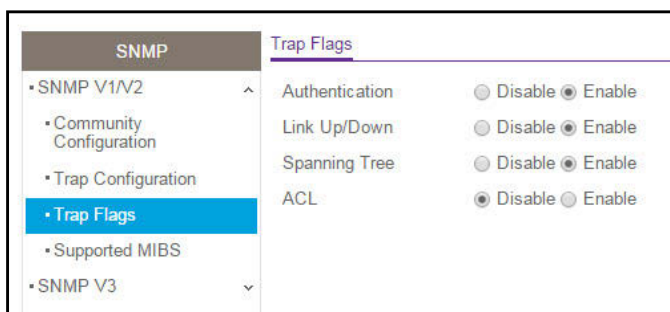 SNMP
SNMP V1/V2
Community
Configuration
Trap Configuration
Trap Flags
Supported MIBS
SNMP V3
Trap Flags
Authentication Disable Enable
Link Up/Down Disable Enable
Spanning Tree Disable Enable
ACL Disable Enable